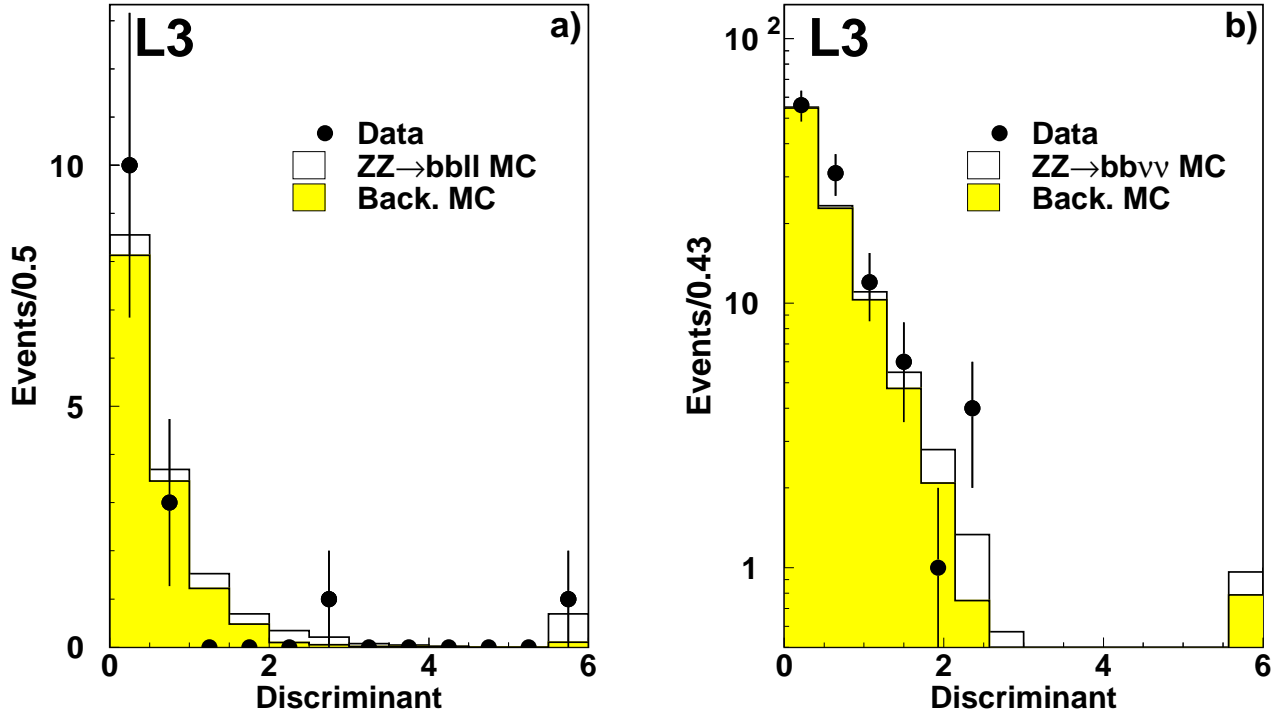 L3
a)
Data
ZZ→bbll MC
Back. MC
Events/0.5
10
5
0
0 2 4 6
Discriminant
L3
b)
Data
ZZ→bbνν MC
Back. MC
Events/0.43
10 2
10
1
0 2 4 6
Discriminant